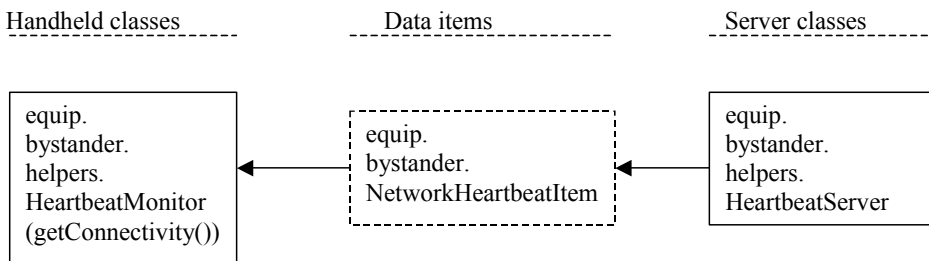 Handheld classes
Data items
Server classes
equip.
bystander.
helpers.
HeartbeatMonitor
(getConnectivity())
equip.
bystander.
NetworkHeartbeatItem
equip.
bystander.
helpers.
HeartbeatServer